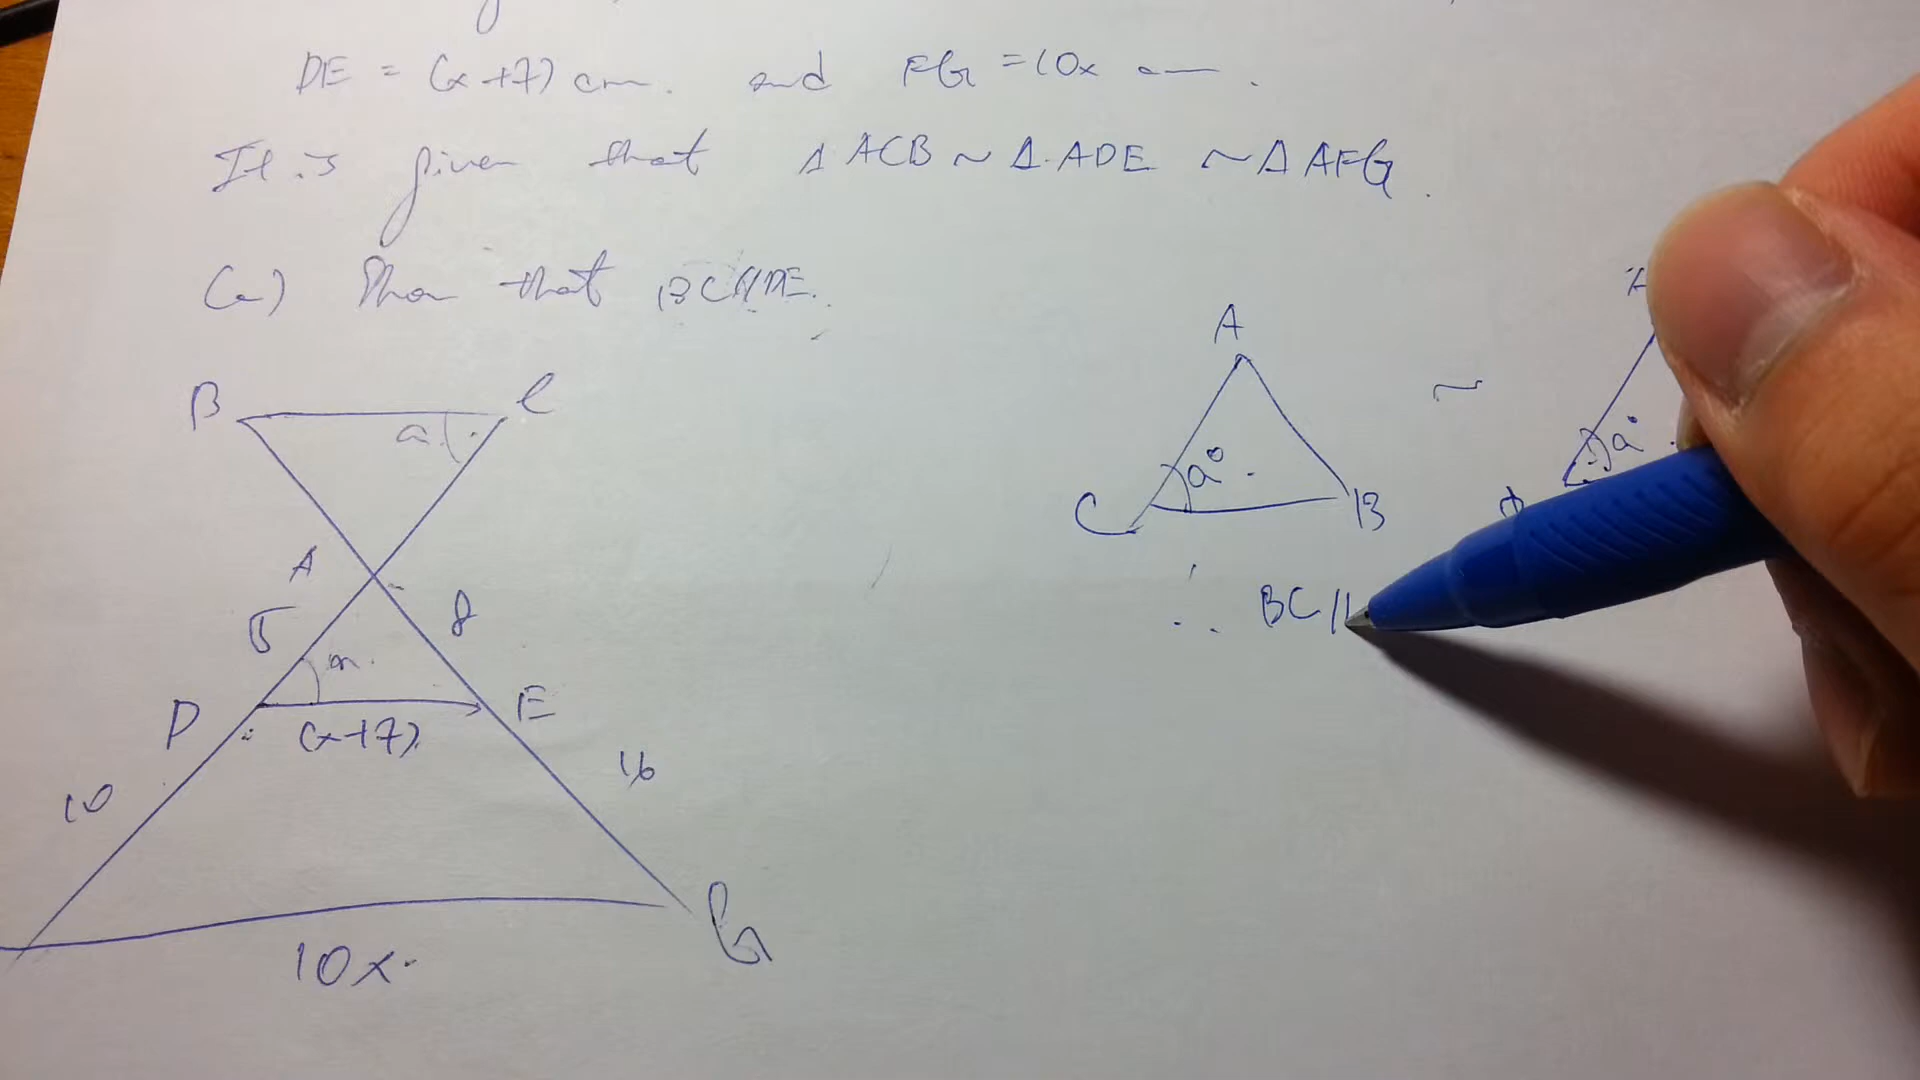 DE = (x+7) cm. and FG = 10x cm.
It is given that Δ ACB ~ Δ ADE ~ Δ AFG.
(a) Show that BC//DE.
B
C
a
A
5
8
a
D
E
(x+7)
10
16
G
10x
A
a°
C
B
~
a°
D
∴ BC//